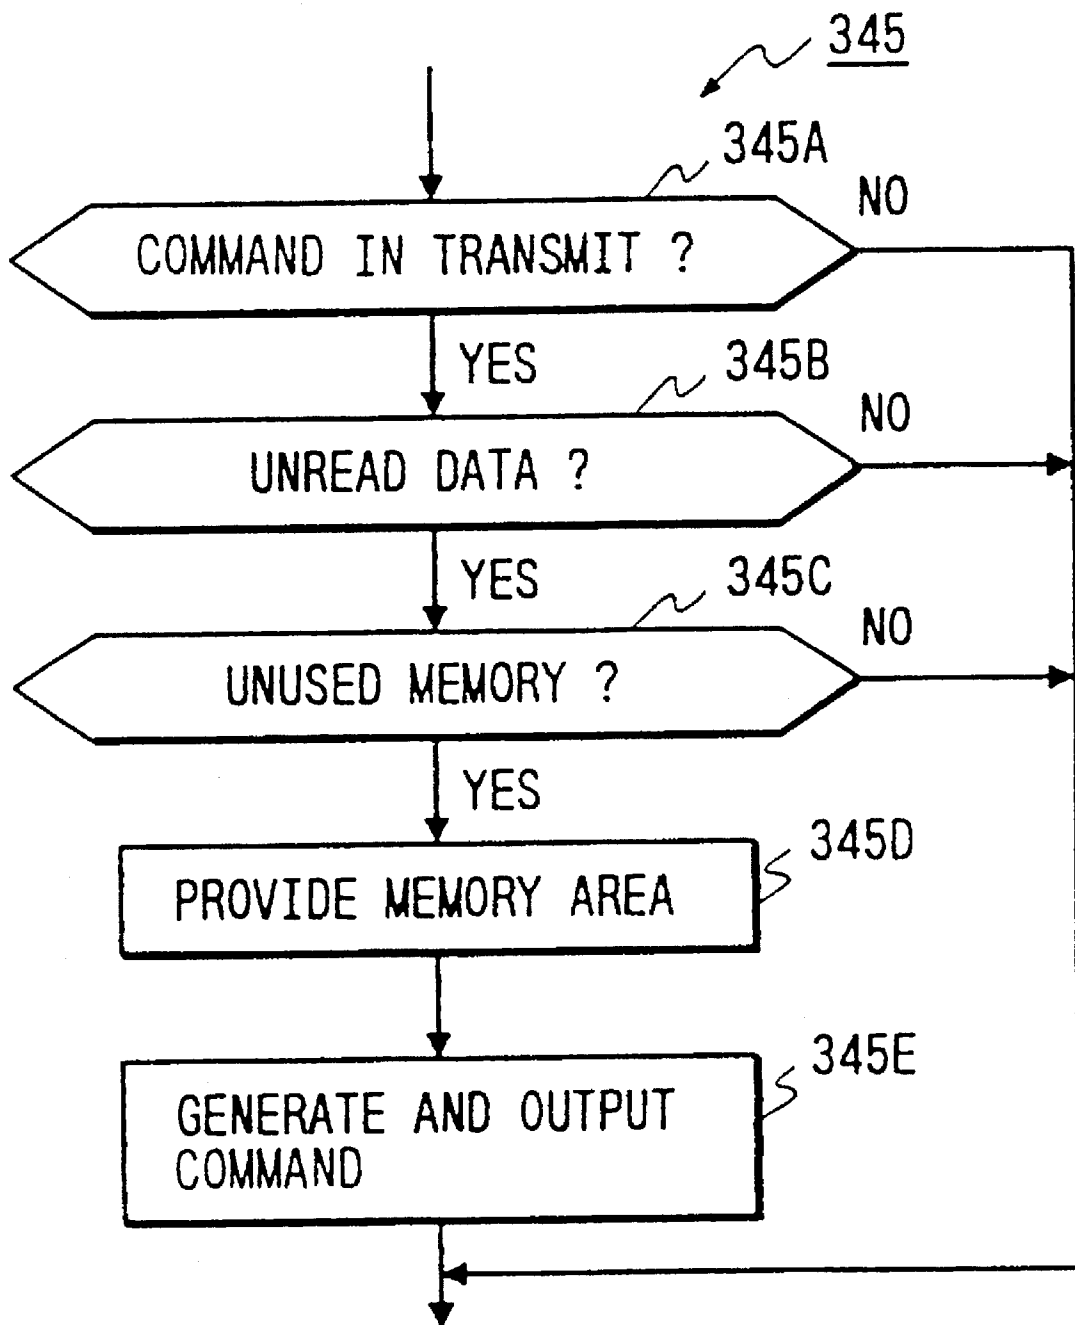 345
345A
NO
COMMAND IN TRANSMIT ?
YES
345B
NO
UNREAD DATA ?
YES
345C
NO
UNUSED MEMORY ?
YES
345D
PROVIDE MEMORY AREA
345E
GENERATE AND OUTPUT
COMMAND